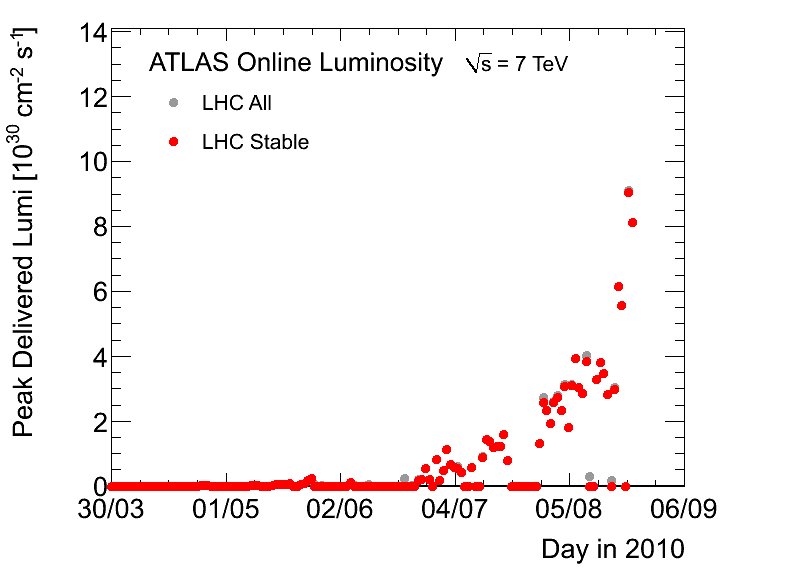 ATLAS Online Luminosity √s = 7 TeV
LHC All
LHC Stable
Peak Delivered Lumi [10³⁰ cm⁻² s⁻¹]
14
12
10
8
6
4
2
0
30/03 01/05 02/06 04/07 05/08 06/09
Day in 2010